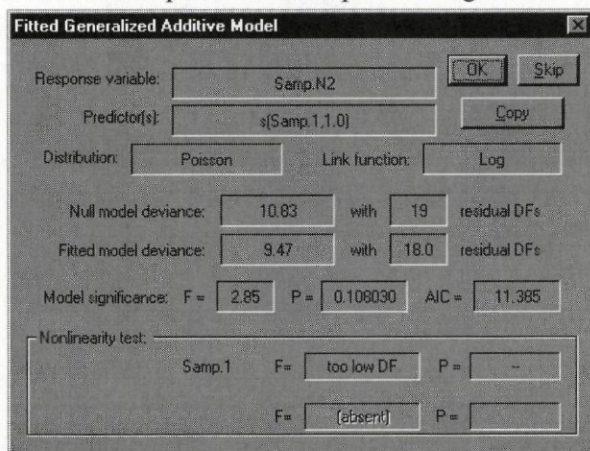 Fitted Generalized Additive Model
Response variable: Samp.N2 OK Skip
Predictor(s): s(Samp.1,1.0) Copy
Distribution: Poisson Link function: Log
Null model deviance: 10.83 with 19 residual DFs
Fitted model deviance: 9.47 with 18.0 residual DFs
Model significance: F = 2.85 P = 0.108030 AIC = 11.385
Nonlinearity test:
Samp.1 F= too low DF P = --
F= (absent) P =